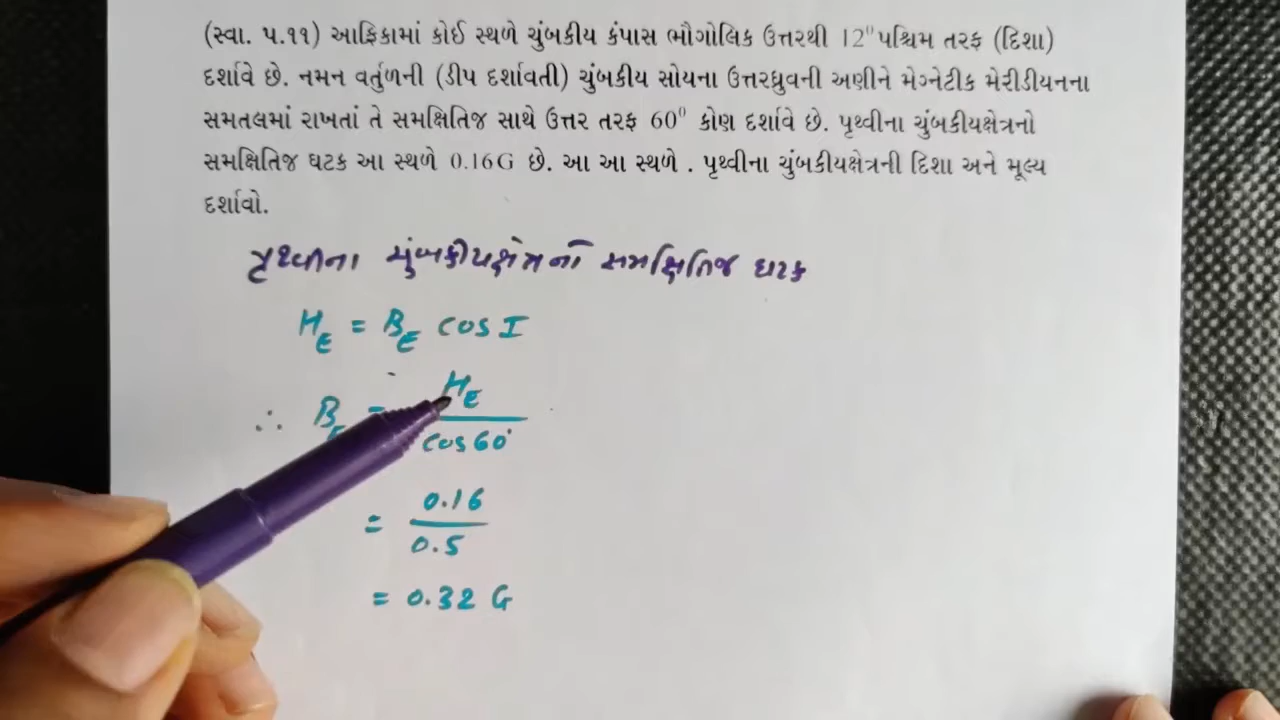 (સ્વા. પ.૧૧) આફ્રિકામાં કોઈ સ્થળે ચુંબકીય કંપાસ ભૌગોલિક ઉત્તરથી 12⁰ પશ્ચિમ તરફ (દિશા)
દર્શાવે છે. નમન વર્તુળની (ડીપ દર્શાવતી) ચુંબકીય સોયના ઉત્તરધ્રુવની અણીને મેગ્નેટીક મેરીડીયનના
સમતલમાં રાખતાં તે સમક્ષિતિજ સાથે ઉત્તર તરફ 60⁰ કોણ દર્શાવે છે. પૃથ્વીના ચુંબકીયક્ષેત્રનો
સમક્ષિતિજ ઘટક આ સ્થળે 0.16G છે. આ આ સ્થળે . પૃથ્વીના ચુંબકીયક્ષેત્રની દિશા અને મૂલ્ય
દર્શાવો.
પૃથ્વીના ચુંબકીયક્ષેત્રનો સમક્ષિતિજ ઘટક
H_E = B_E cos I
∴ B_E = H_E / cos 60°
= 0.16 / 0.5
= 0.32 G